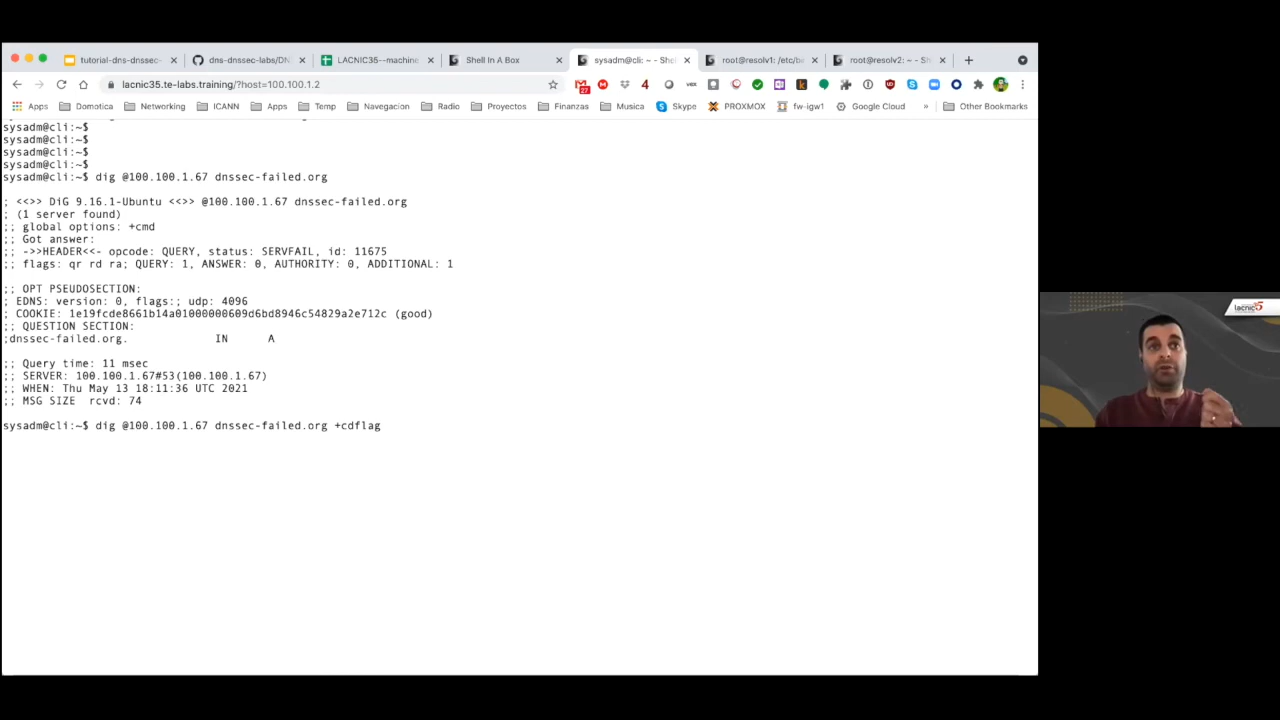 tutorial-dns-dnssec- dns-dnssec-labs/DN LACNIC35--machine Shell In A Box sysadm@cli: ~ - She root@resolv1: /etc/be root@resolv2: ~ - Sh
lacnic35.te-labs.training/?host=100.100.1.2
Apps Domotica Networking ICANN Apps Temp Navegacion Radio Proyectos Finanzas Musica Skype PROXMOX fw-igw1 Google Cloud » Other Bookmarks
sysadm@cli:~$
sysadm@cli:~$
sysadm@cli:~$
sysadm@cli:~$
sysadm@cli:~$ dig @100.100.1.67 dnssec-failed.org
; <<>> DiG 9.16.1-Ubuntu <<>> @100.100.1.67 dnssec-failed.org
; (1 server found)
;; global options: +cmd
;; Got answer:
;; ->>HEADER<<- opcode: QUERY, status: SERVFAIL, id: 11675
;; flags: qr rd ra; QUERY: 1, ANSWER: 0, AUTHORITY: 0, ADDITIONAL: 1
;; OPT PSEUDOSECTION:
; EDNS: version: 0, flags:; udp: 4096
; COOKIE: 1e19fcde8661b14a01000000609d6bd8946c54829a2e712c (good)
;; QUESTION SECTION:
;dnssec-failed.org. IN A
;; Query time: 11 msec
;; SERVER: 100.100.1.67#53(100.100.1.67)
;; WHEN: Thu May 13 18:11:36 UTC 2021
;; MSG SIZE rcvd: 74
sysadm@cli:~$ dig @100.100.1.67 dnssec-failed.org +cdflag
lacnic35